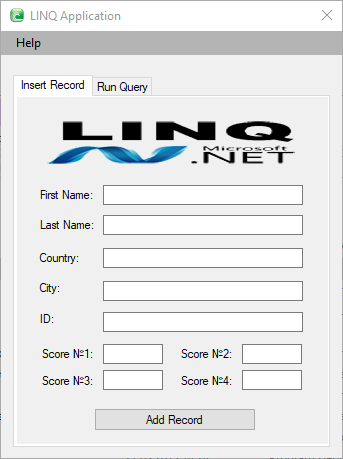 LINQ Application
Help
Insert Record Run Query
LINQ
Microsoft
.NET
First Name:
Last Name:
Country:
City:
ID:
Score №1: Score №2:
Score №3: Score №4:
Add Record